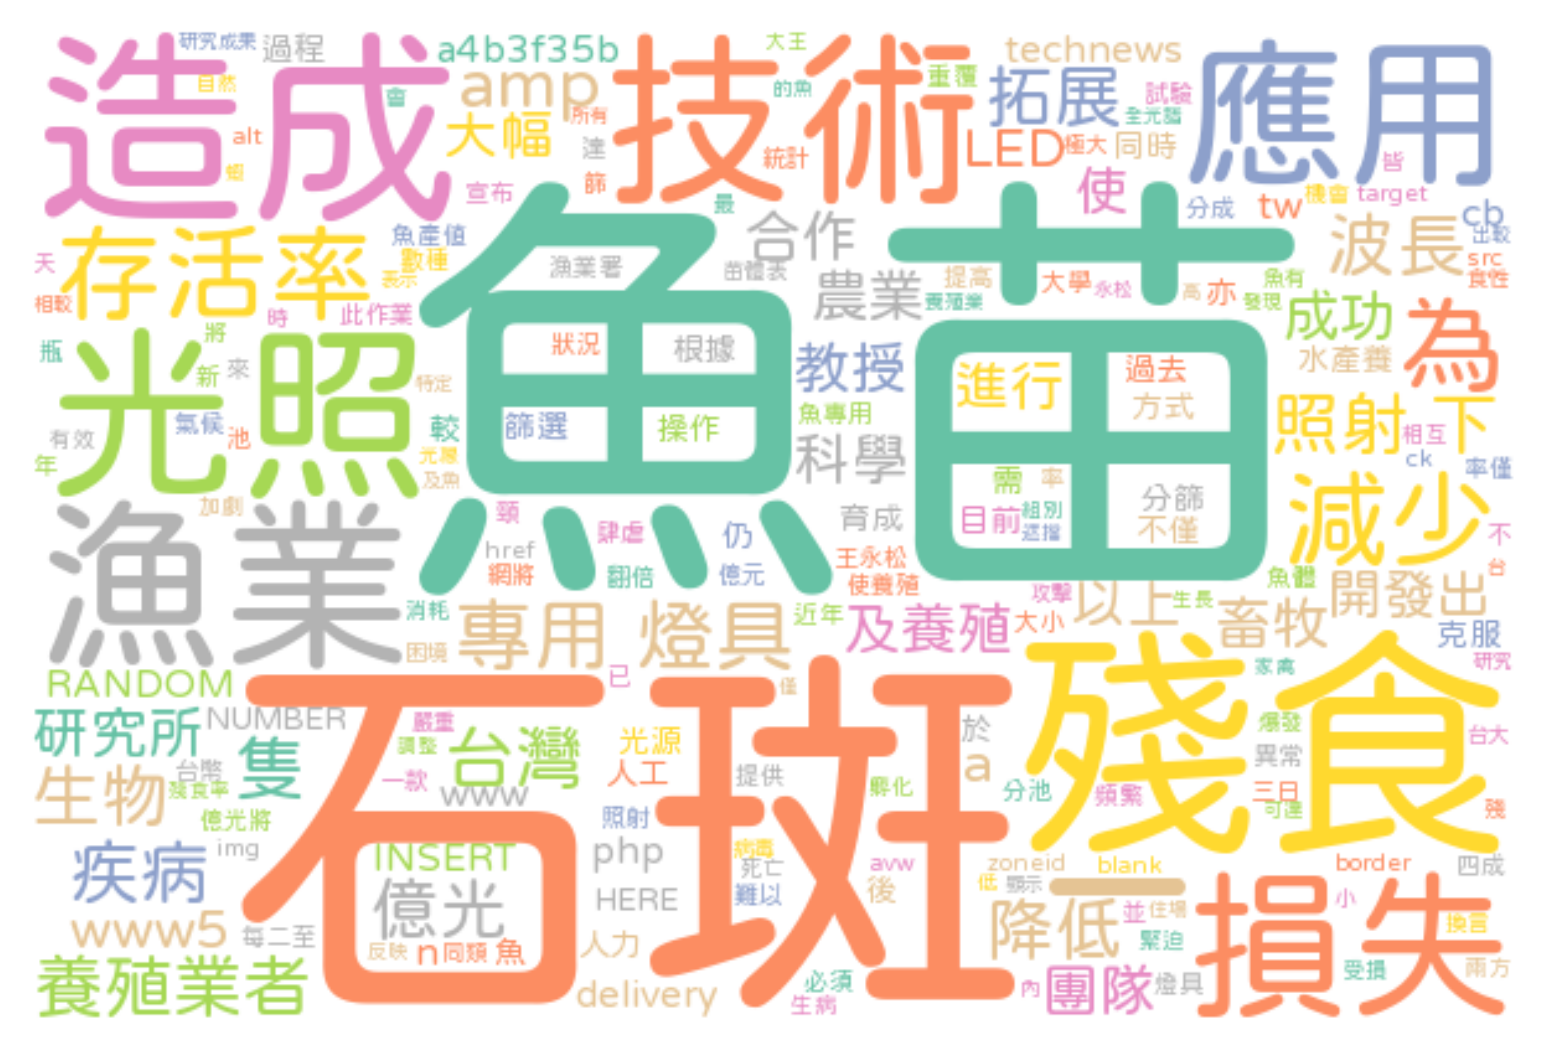 造成
研究成果
過程
a4b3f35b
技術
大王
technews
應用
自然
會
amp
的魚
重覆
拓展
試驗
全光譜
alt
大幅
所有
達
統計
LED
極大
同時
皆
蝦
宣布
篩
使
分成
tw
機會
target
cb
存活率
魚產值
最
合作
波長
出較
天
數種
表示
漁業署
苗體表
農業
提高
大學
永松
高
亦
魚有
發現
src
食性
相較
時
此作業
魚苗
養殖業
成功
為
瓶
光照
將
新
來
特定
狀況
根據
教授
進行
過去
方式
水產養
有效
氣候
池
較
篩選
操作
魚專用
照射下
相互
年
光源
及魚
科學
需
率
分篩
ck
率僅
加劇
漁業
頸
href
網將
肆虐
翻倍
仍
億元
育成
王永松
使養殖
目前
組別
遮擋
不僅
減少
不
台
魚體
消耗
困境
專用
燈具
近年
及養殖
大小
攻擊
以上
生長
畜牧
開發出
克服
RANDOM
NUMBER
石斑
已
僅
殘食
家禽
研究
研究所
隻
嚴重
調整
一款
台灣
光源
人工
提供
於
a
爆發
異常
台大
生物
台幣
殘食率
億光將
www
照射
孵化
分池
頻繁
三日
可達
殘
疾病
img
INSERT
億光
php
HERE
病毒
死亡
難以
avw
後
zoneid
低
顯示
blank
一
border
四成
www5
每二至
反映
n
同類
魚
人力
降低
並
住場
緊迫
損失
小
換言
養殖業者
delivery
必須
生病
內
團隊
燈具
受損
兩方